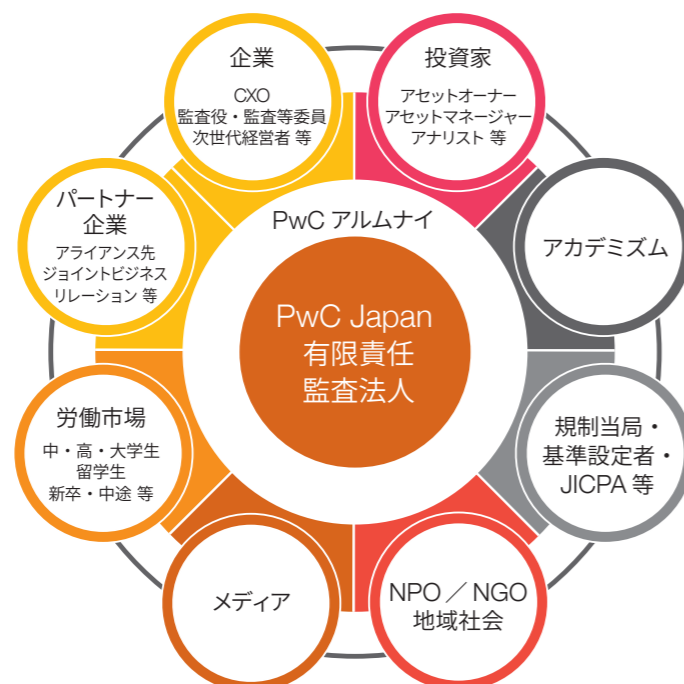 企業
CXO
監査役・監査等委員
次世代経営者 等
投資家
アセットオーナー
アセットマネージャー
アナリスト 等
パートナー
企業
アライアンス先
ジョイントビジネス
リレーション 等
PwC アルムナイ
アカデミズム
PwC Japan
有限責任
監査法人
労働市場
中・高・大学生
留学生
新卒・中途 等
規制当局・
基準設定者・
JICPA 等
メディア
NPO/NGO
地域社会